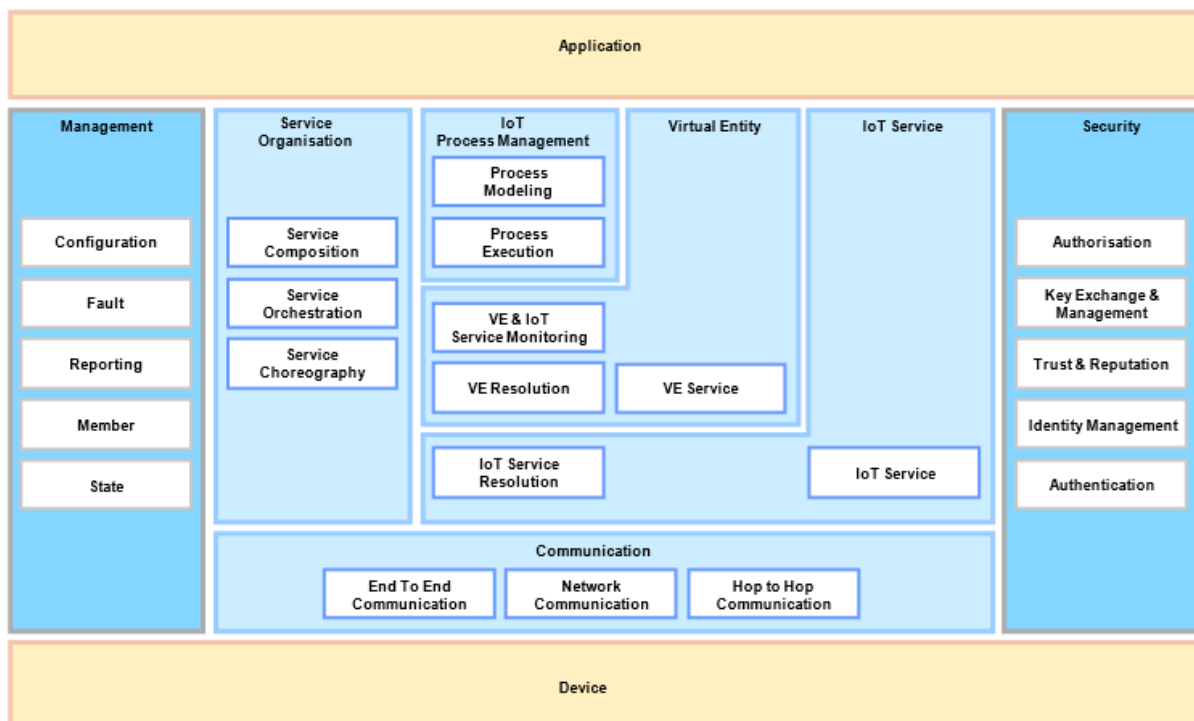 Application
Management
Configuration
Fault
Reporting
Member
State
Service
Organisation
Service
Composition
Service
Orchestration
Service
Choreography
IoT
Process Management
Process
Modeling
Process
Execution
Virtual Entity
VE & IoT
Service Monitoring
VE Resolution
VE Service
IoT Service
IoT Service
Resolution
IoT Service
Security
Authorisation
Key Exchange &
Management
Trust & Reputation
Identity Management
Authentication
Communication
End To End
Communication
Network
Communication
Hop to Hop
Communication
Device